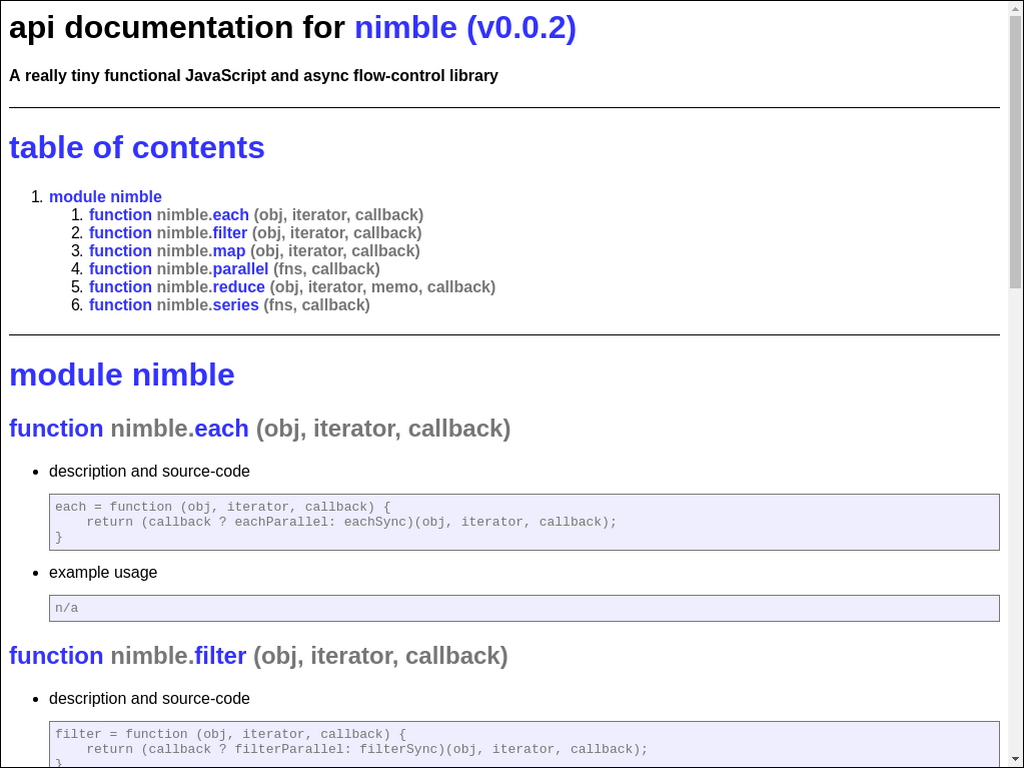 api documentation for nimble (v0.0.2)
A really tiny functional JavaScript and async flow-control library
table of contents
1. module nimble
1. function nimble.each (obj, iterator, callback)
2. function nimble.filter (obj, iterator, callback)
3. function nimble.map (obj, iterator, callback)
4. function nimble.parallel (fns, callback)
5. function nimble.reduce (obj, iterator, memo, callback)
6. function nimble.series (fns, callback)
module nimble
function nimble.each (obj, iterator, callback)
• description and source-code
each = function (obj, iterator, callback) {
    return (callback ? eachParallel: eachSync)(obj, iterator, callback);
}
• example usage
n/a
function nimble.filter (obj, iterator, callback)
• description and source-code
filter = function (obj, iterator, callback) {
    return (callback ? filterParallel: filterSync)(obj, iterator, callback);
}